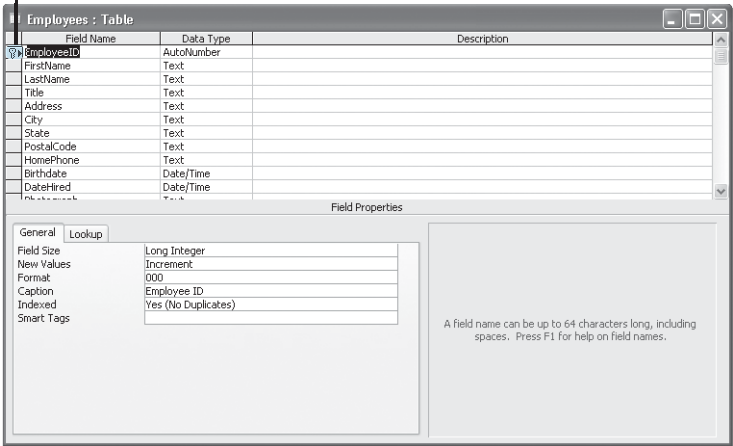 Employees : Table
Field Name Data Type Description
EmployeeID AutoNumber
FirstName Text
LastName Text
Title Text
Address Text
City Text
State Text
PostalCode Text
HomePhone Text
Birthdate Date/Time
DateHired Date/Time
Photograph Text
Field Properties
General Lookup
Field Size Long Integer
New Values Increment
Format 000
Caption Employee ID
Indexed Yes (No Duplicates)
Smart Tags
A field name can be up to 64 characters long, including
spaces. Press F1 for help on field names.